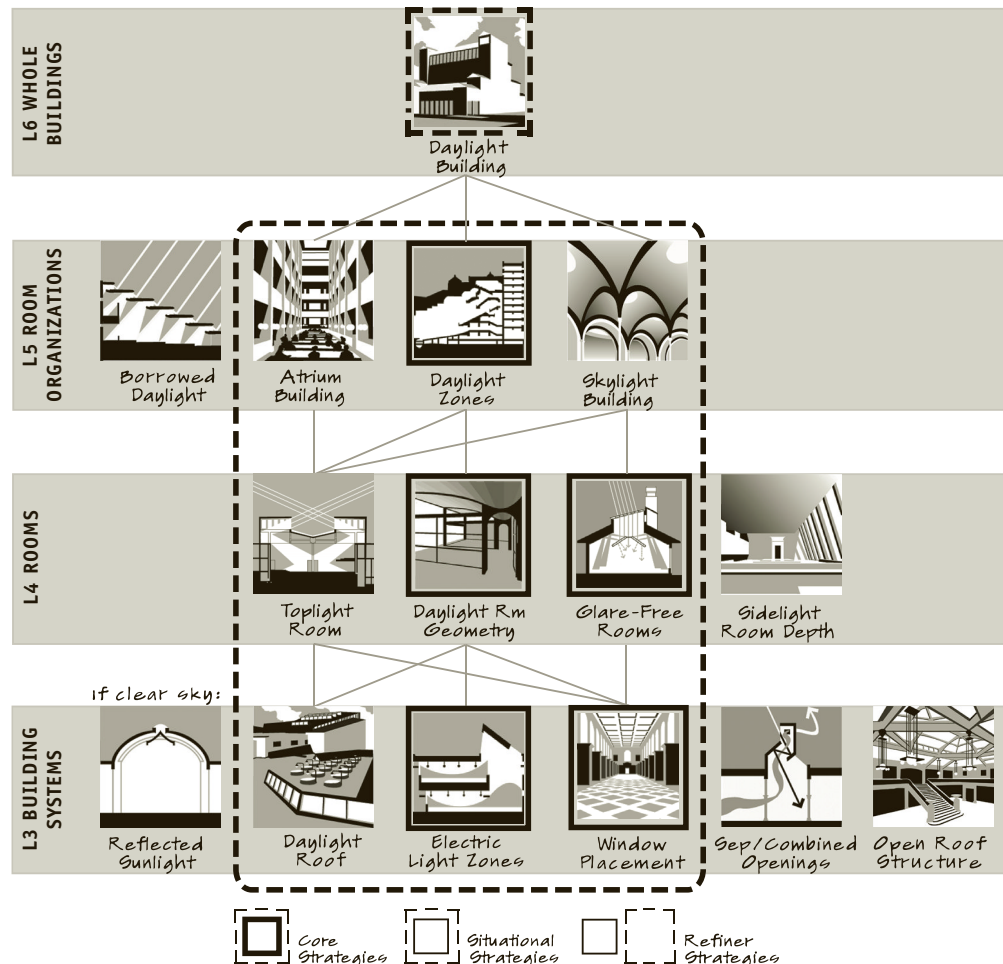 L6 WHOLE
BUILDINGS
Daylight
Building
L5 ROOM
ORGANIZATIONS
Borrowed
Daylight
Atrium
Building
Daylight
Zones
Skylight
Building
L4 ROOMS
Toplight
Room
Daylight Rm
Geometry
Glare-Free
Rooms
Sidelight
Room Depth
If clear sky:
L3 BUILDING
SYSTEMS
Reflected
Sunlight
Daylight
Roof
Electric
Light Zones
Window
Placement
Sep/Combined
Openings
Open Roof
Structure
Core
Strategies
Situational
Strategies
Refiner
Strategies